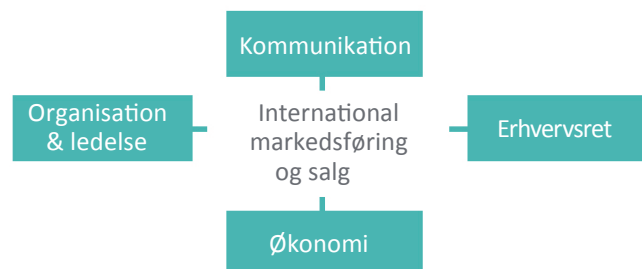 Kommunikation
Organisation
& ledelse
International
markedsføring
og salg
Erhvervsret
Økonomi